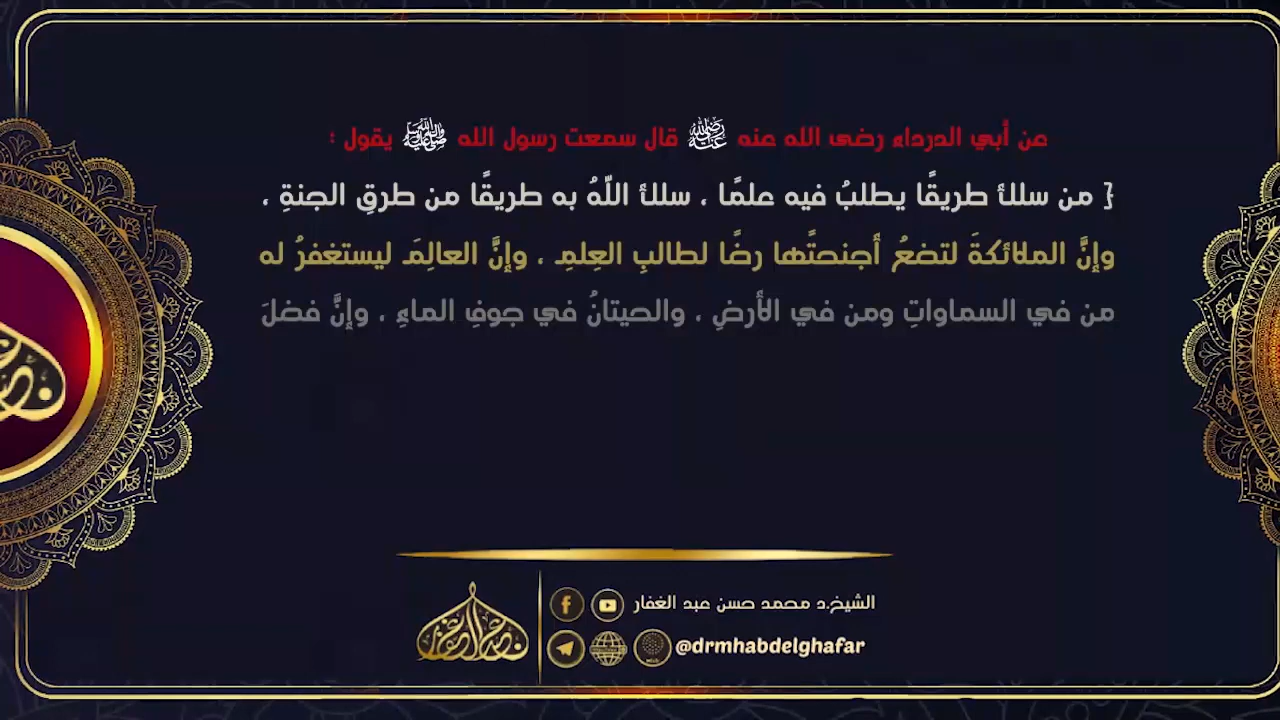 عن أبي الدرداء رضى الله عنه ﵁ قال سمعت رسول الله ﷺ يقول :
{ من سلك طريقًا يطلبُ فيه علمًا ، سلك اللّهُ به طريقًا من طرقِ الجنةِ ،
وإنَّ الملائكةَ لتضعُ أجنحتَها رضًا لطالبِ العِلمِ ، وإنَّ العالِمَ ليستغفرُ له
من في السماواتِ ومن في الأرضِ ، والحيتانُ في جوفِ الماءِ ، وإنَّ فضلَ
الشيخ.د محمد حسن عبد الغفار
@drmhabdelghafar